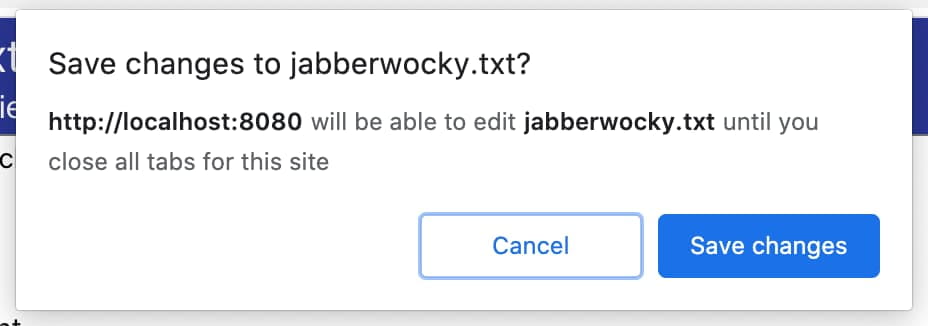 Save changes to jabberwocky.txt?
http://localhost:8080 will be able to edit jabberwocky.txt until you
close all tabs for this site
Cancel
Save changes